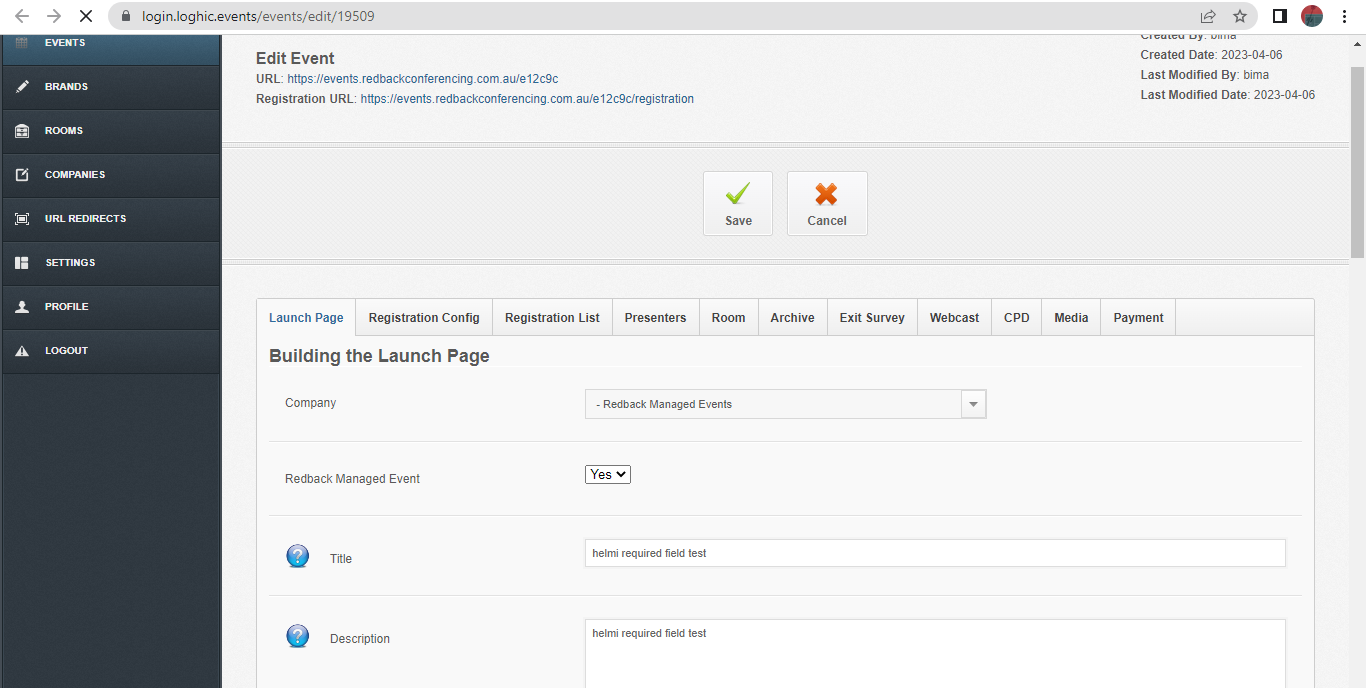 login.loghic.events/events/edit/19509
EVENTS
BRANDS
ROOMS
COMPANIES
URL REDIRECTS
SETTINGS
PROFILE
LOGOUT
Edit Event
URL: https://events.redbackconferencing.com.au/e12c9c
Registration URL: https://events.redbackconferencing.com.au/e12c9c/registration
Created By: bima
Created Date: 2023-04-06
Last Modified By: bima
Last Modified Date: 2023-04-06
Save
Cancel
Launch Page Registration Config Registration List Presenters Room Archive Exit Survey Webcast CPD Media Payment
Building the Launch Page
Company - Redback Managed Events
Redback Managed Event Yes
? Title helmi required field test
? Description helmi required field test